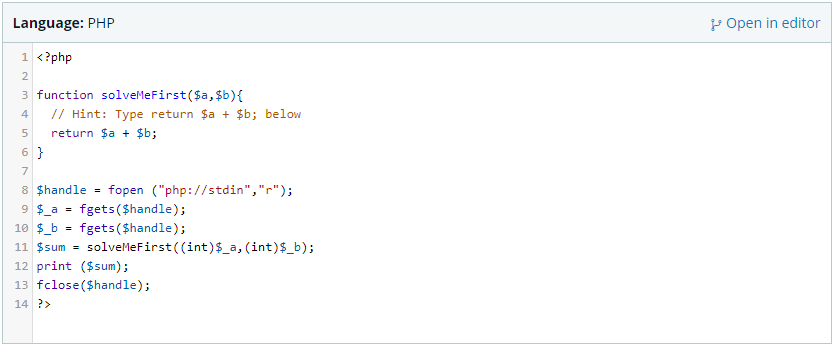 Language: PHP
Open in editor
1 <?php
2
3 function solveMeFirst($a,$b){
4   // Hint: Type return $a + $b; below
5   return $a + $b;
6 }
7
8 $handle = fopen ("php://stdin","r");
9 $_a = fgets($handle);
10 $_b = fgets($handle);
11 $sum = solveMeFirst((int)$_a,(int)$_b);
12 print ($sum);
13 fclose($handle);
14 ?>